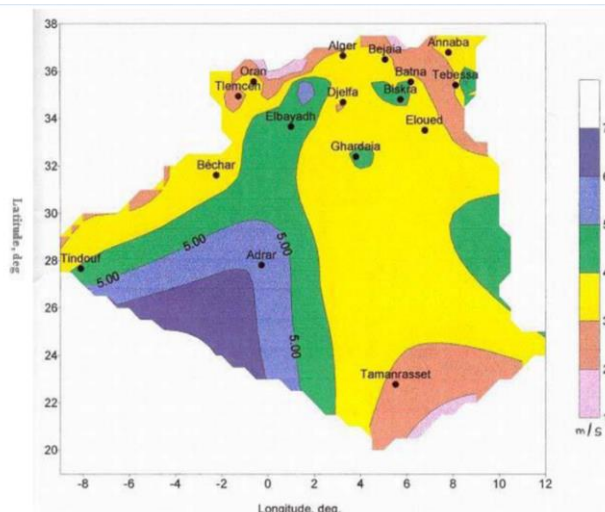 38
36
34
32
30
28
26
24
22
20
Latitude, deg
Alger
Bejaia
Annaba
Oran
Batna
Tebessa
Tlemcen
Djelfa
Biskra
Elbayadh
Eloued
Ghardaia
Béchar
5.00
5.00
Tindouf
Adrar
5.00
5.00
Tamanrasset
m/s
-8
-6
-4
-2
0
2
4
6
8
10
12
Longitude, deg.